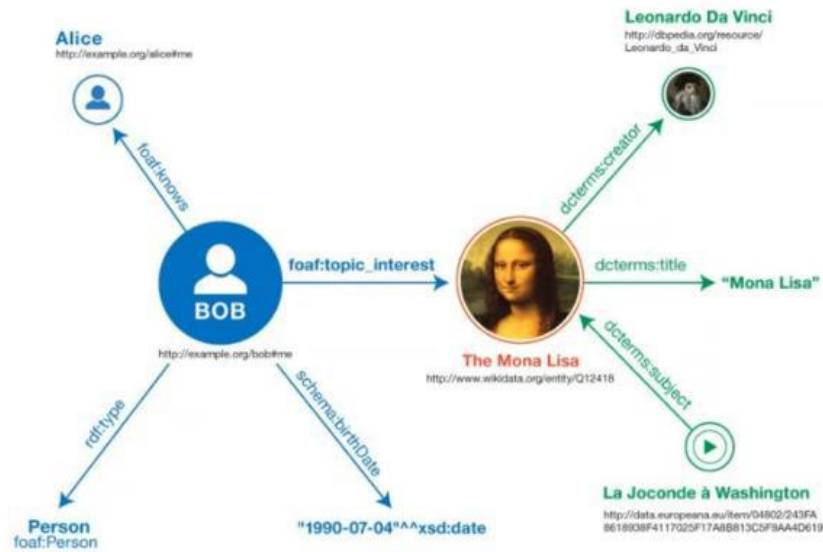 Alice
http://example.org/alice#me
Leonardo Da Vinci
http://dbpedia.org/resource/
Leonardo_da_Vinci
foaf:knows
dcterms:creator
BOB
http://example.org/bob#me
foaf:topic_interest
dcterms:title
“Mona Lisa”
The Mona Lisa
http://www.wikidata.org/entity/Q12418
dcterms:subject
rdf:type
schema:birthDate
Person
foaf:Person
"1990-07-04"^^xsd:date
La Joconde à Washington
http://data.europeana.eu/item/04802/243FA
8618938F4117025F17A8B813C5F9AA4D619